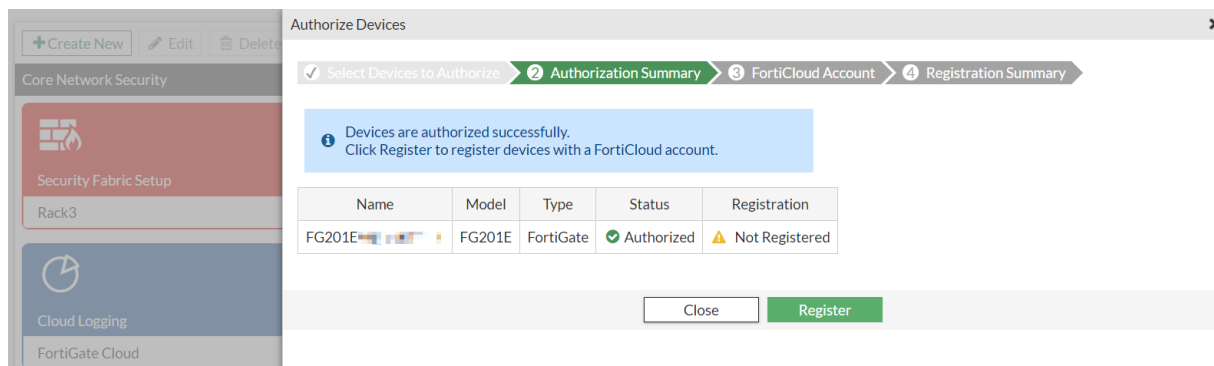 Authorize Devices
Create New Edit Delete
Core Network Security
Select Devices to Authorize 2 Authorization Summary 3 FortiCloud Account 4 Registration Summary
Devices are authorized successfully.
Click Register to register devices with a FortiCloud account.
Security Fabric Setup
Rack3
Name Model Type Status Registration
FG201E FG201E FortiGate Authorized Not Registered
Close Register
Cloud Logging
FortiGate Cloud